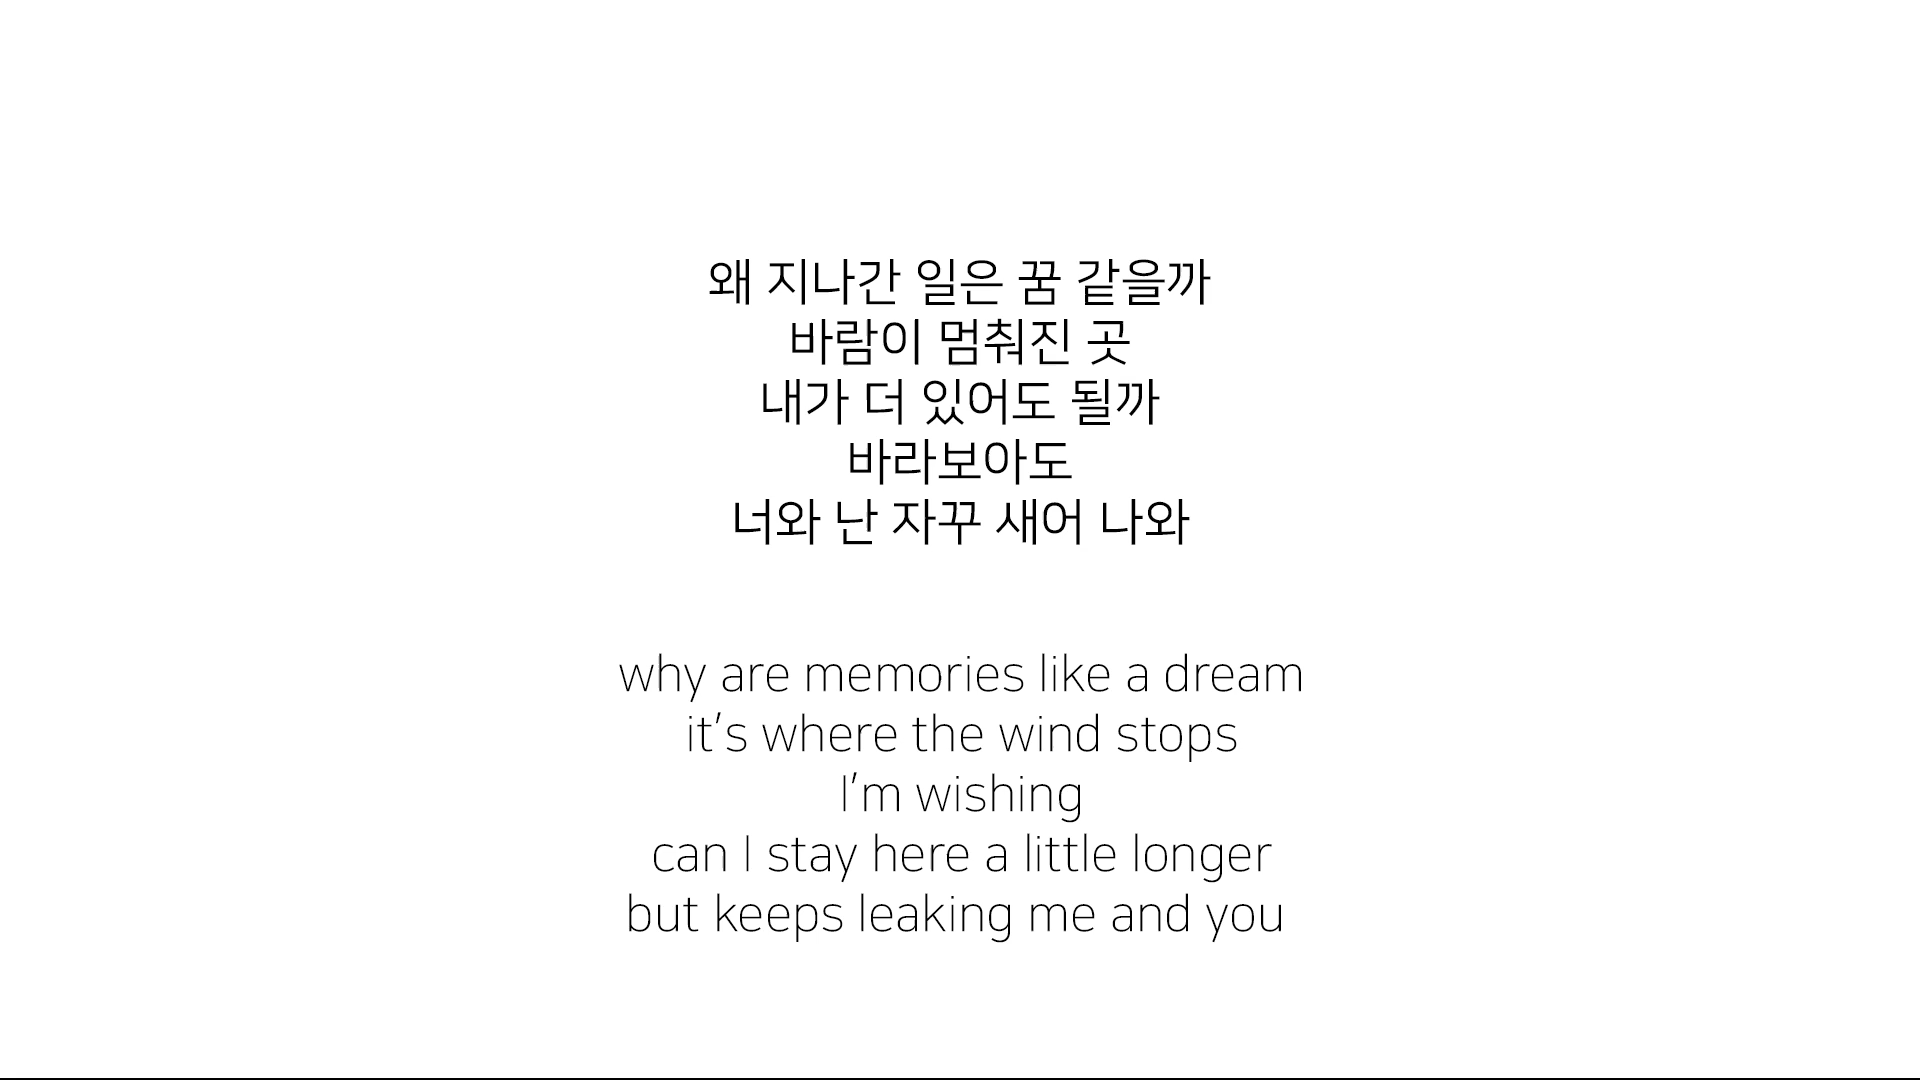 왜 지나간 일은 꿈 같을까
바람이 멈춰진 곳
내가 더 있어도 될까
바라보아도
너와 난 자꾸 새어 나와
why are memories like a dream
it's where the wind stops
I'm wishing
can I stay here a little longer
but keeps leaking me and you